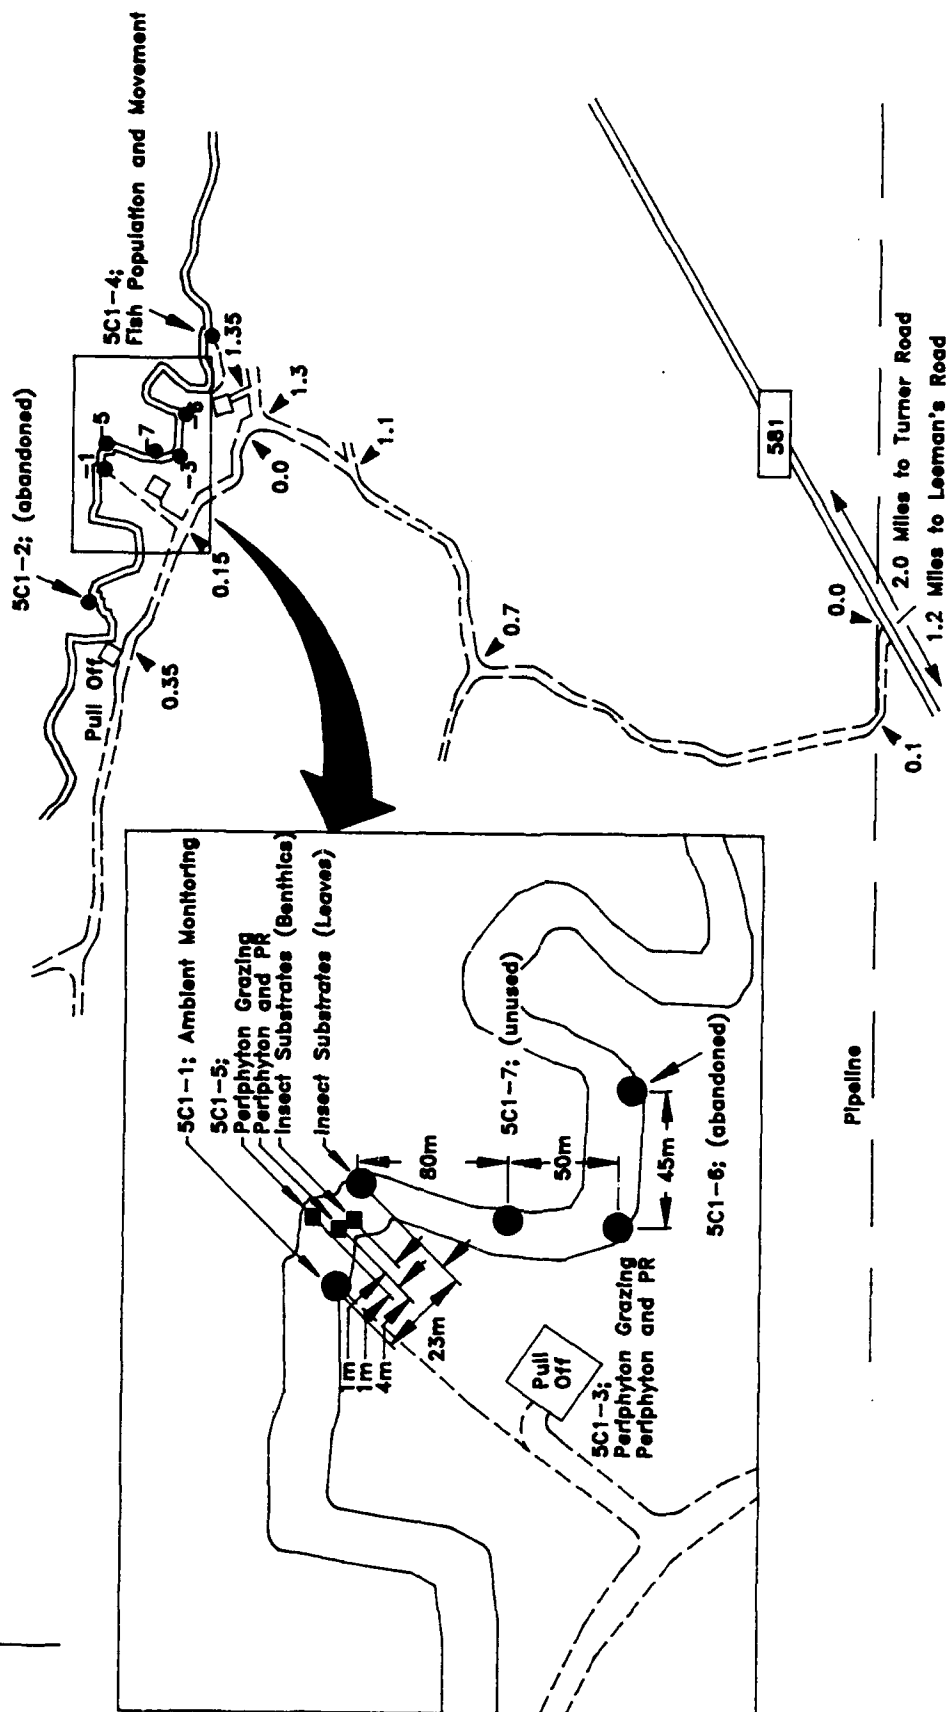 5C1-2; (abandoned)
5C1-4;
Fish Population and Movement
-1
-5
-7
-3
-6
Pull Off
0.35
0.15
0.0
1.35
1.3
1.1
0.7
581
0.0
0.1
2.0 Miles to Turner Road
1.2 Miles to Leeman's Road
Pipeline
5C1-1; Ambient Monitoring
5C1-5;
Periphyton Grazing
Periphyton and PR
Insect Substrates (Benthics)
Insect Substrates (Leaves)
1m
1m
4m
23m
80m
50m
45m
5C1-7; (unused)
5C1-6; (abandoned)
Pull
Off
5C1-3;
Periphyton Grazing
Periphyton and PR